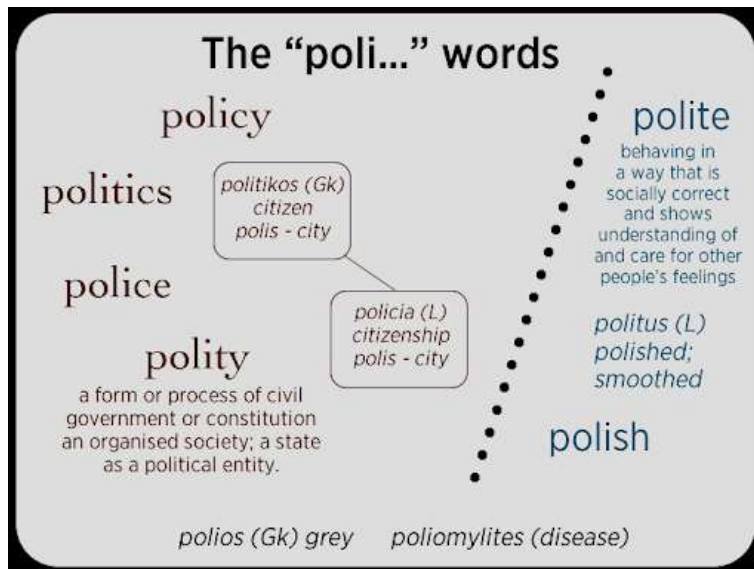 The “poli...” words
policy
politics
politikos (Gk)
citizen
polis - city
police
policia (L)
citizenship
polis - city
polity
a form or process of civil
government or constitution
an organised society; a state
as a political entity.
polite
behaving in
a way that is
socially correct
and shows
understanding of
and care for other
people's feelings
politus (L)
polished;
smoothed
polish
polios (Gk) grey poliomylites (disease)